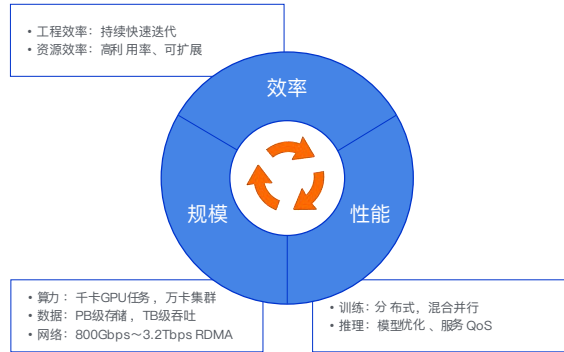 • 工程效率：持续快速迭代
• 资源效率：高利用率、可扩展
效率
规模
性能
• 算力：千卡GPU任务，万卡集群
• 数据：PB级存储，TB级吞吐
• 网络：800Gbps～3.2Tbps RDMA
• 训练：分布式，混合并行
• 推理：模型优化、服务QoS